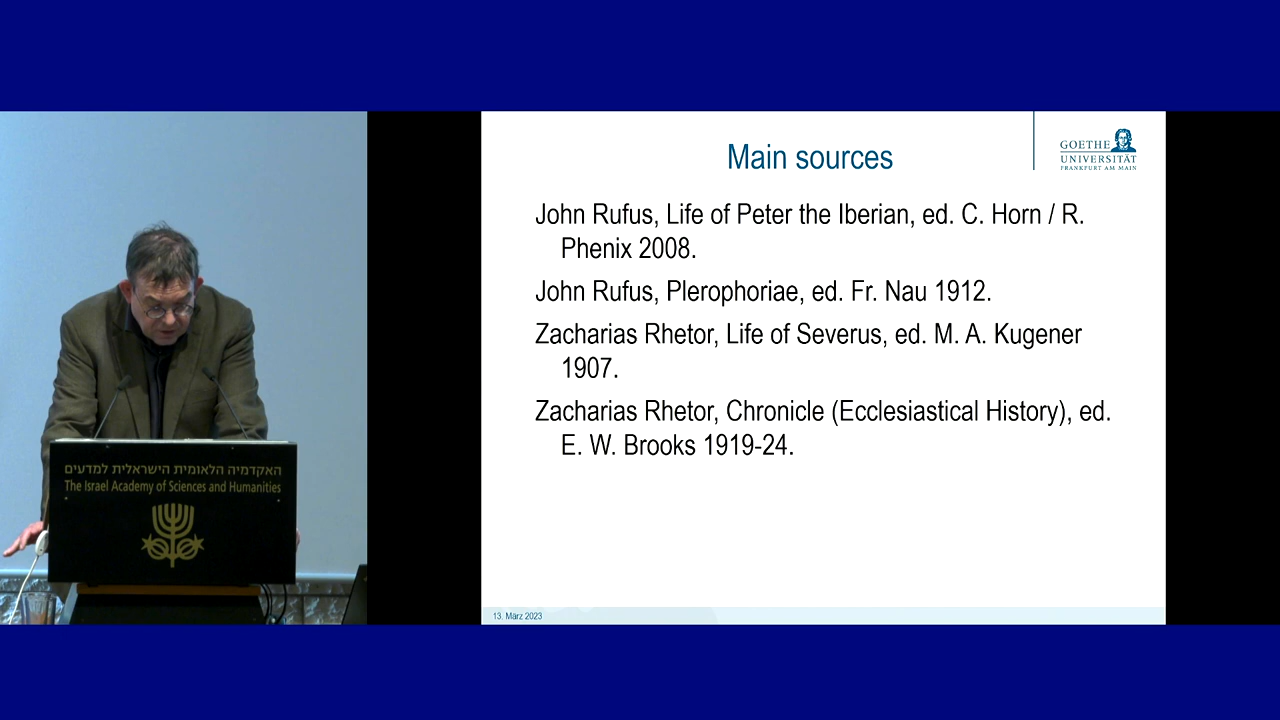 האקדמיה הלאומית הישראלית למדעים
The Israel Academy of Sciences and Humanities
Main sources
GOETHE
UNIVERSITÄT
FRANKFURT AM MAIN
John Rufus, Life of Peter the Iberian, ed. C. Horn / R.
Phenix 2008.
John Rufus, Plerophoriae, ed. Fr. Nau 1912.
Zacharias Rhetor, Life of Severus, ed. M. A. Kugener
1907.
Zacharias Rhetor, Chronicle (Ecclesiastical History), ed.
E. W. Brooks 1919-24.
13. März 2023